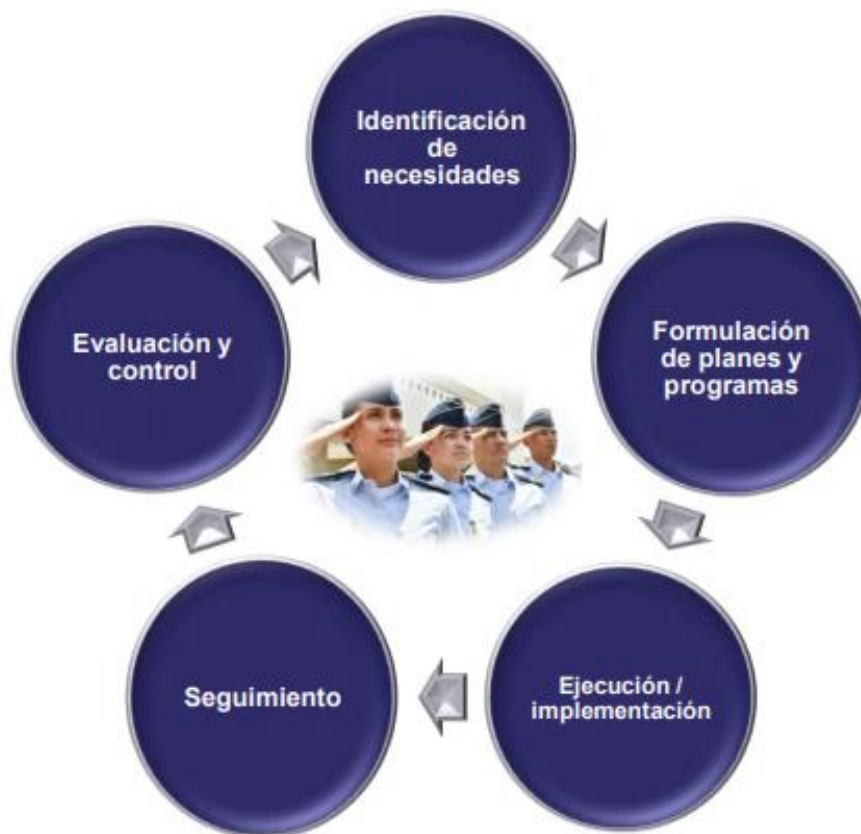 Identificación
de
necesidades
Formulación
de planes y
programas
Ejecución /
implementación
Seguimiento
Evaluación y
control